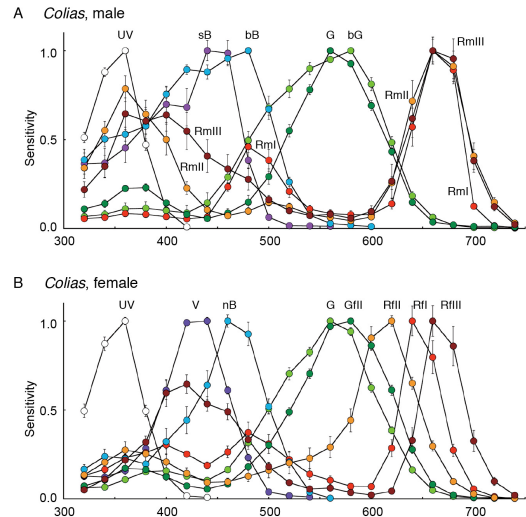 A Colias, male
UV sB bB G bG
RmIII
1.0
RmII
RmIII
RmI
RmII
0.5
Sensitivity
RmI
0.0
300 400 500 600 700
B Colias, female
UV V nB G GfII RfII RfI RfIII
1.0
0.5
Sensitivity
0.0
300 400 500 600 700